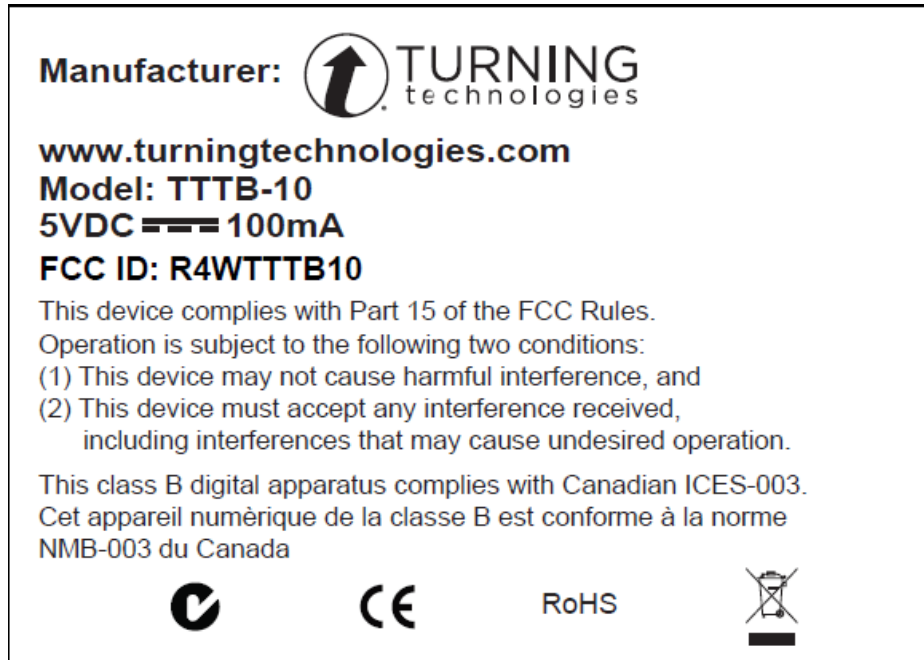 Manufacturer: TURNING technologies
www.turningtechnologies.com
Model: TTTB-10
5VDC 100mA
FCC ID: R4WTTTB10
This device complies with Part 15 of the FCC Rules.
Operation is subject to the following two conditions:
(1) This device may not cause harmful interference, and
(2) This device must accept any interference received,
including interferences that may cause undesired operation.
This class B digital apparatus complies with Canadian ICES-003.
Cet appareil numèrique de la classe B est conforme à la norme
NMB-003 du Canada
CE RoHS